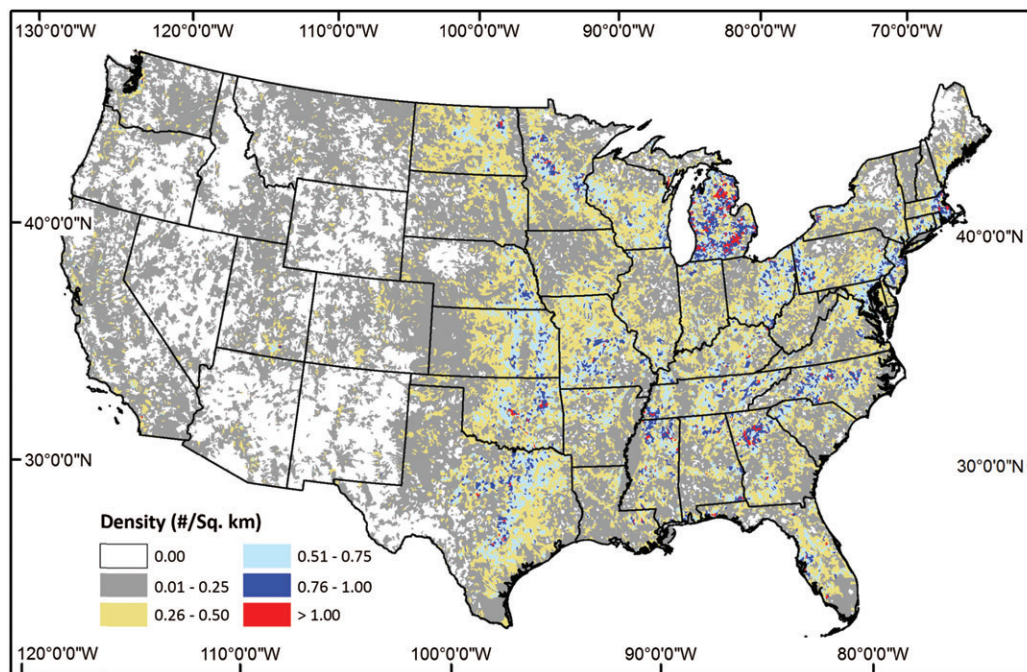 130°0'0"W 120°0'0"W 110°0'0"W 100°0'0"W 90°0'0"W 80°0'0"W 70°0'0"W
40°0'0"N 40°0'0"N
30°0'0"N 30°0'0"N
Density (#/Sq. km)
0.00 0.51 - 0.75
0.01 - 0.25 0.76 - 1.00
0.26 - 0.50 > 1.00
120°0'0"W 110°0'0"W 100°0'0"W 90°0'0"W 80°0'0"W